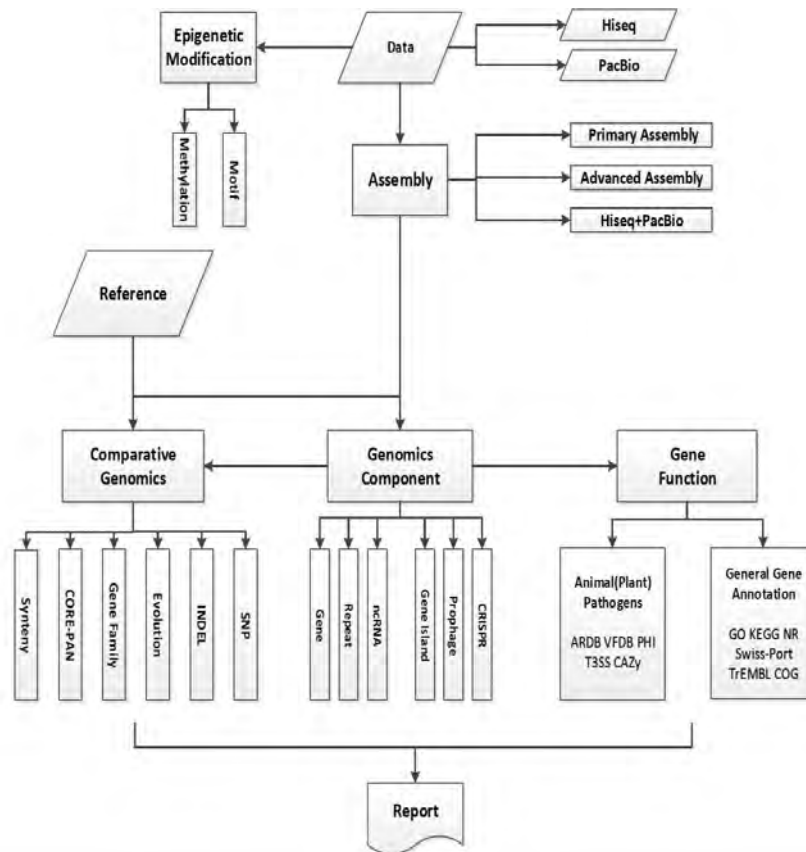 Epigenetic
Modification
Data
Hiseq
PacBio
Methylation
Motif
Assembly
Primary Assembly
Advanced Assembly
Hiseq+PacBio
Reference
Comparative
Genomics
Genomics
Component
Gene
Function
Synteny
CORE-PAN
Gene Family
Evolution
INDEL
SNP
Gene
Repeat
ncRNA
Gene Island
Prophage
CRISPR
Animal(Plant)
Pathogens
ARDB VFDB PHI
T3SS CAZy
General Gene
Annotation
GO KEGG NR
Swiss-Port
TrEMBL COG
Report